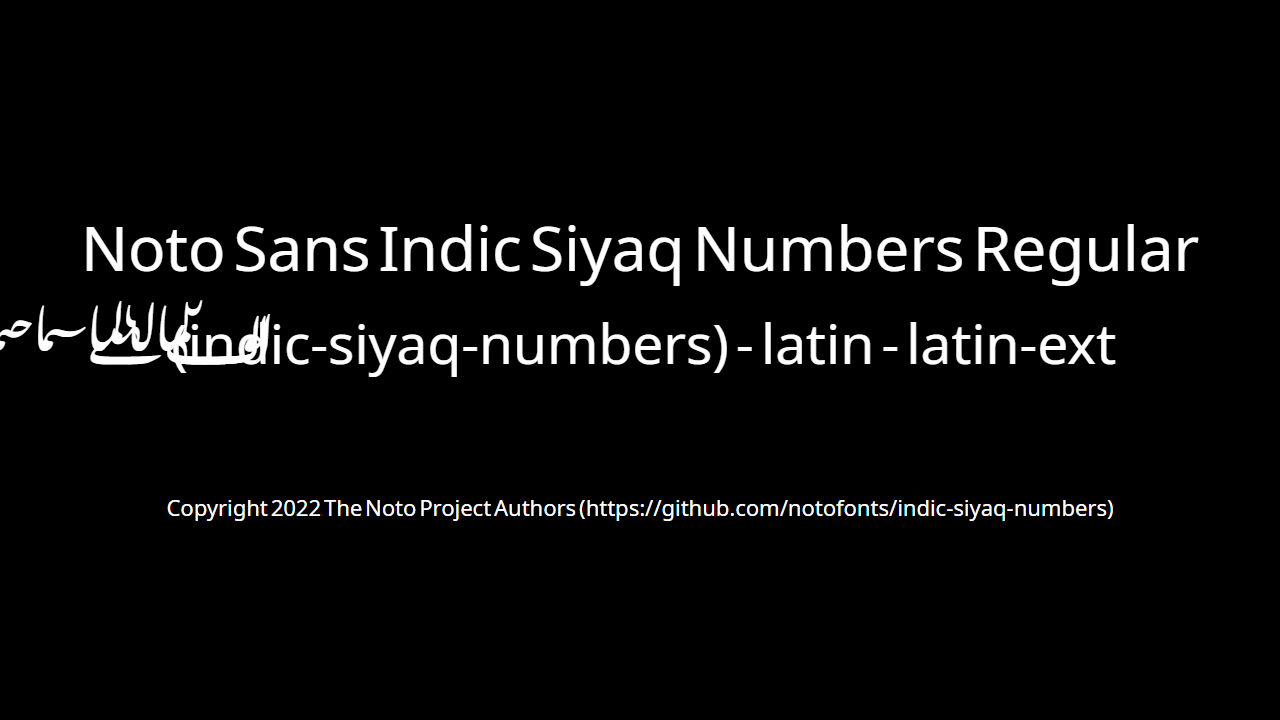 Noto Sans Indic Siyaq Numbers Regular
(indic-siyaq-numbers) - latin - latin-ext
Copyright 2022 The Noto Project Authors (https://github.com/notofonts/indic-siyaq-numbers)